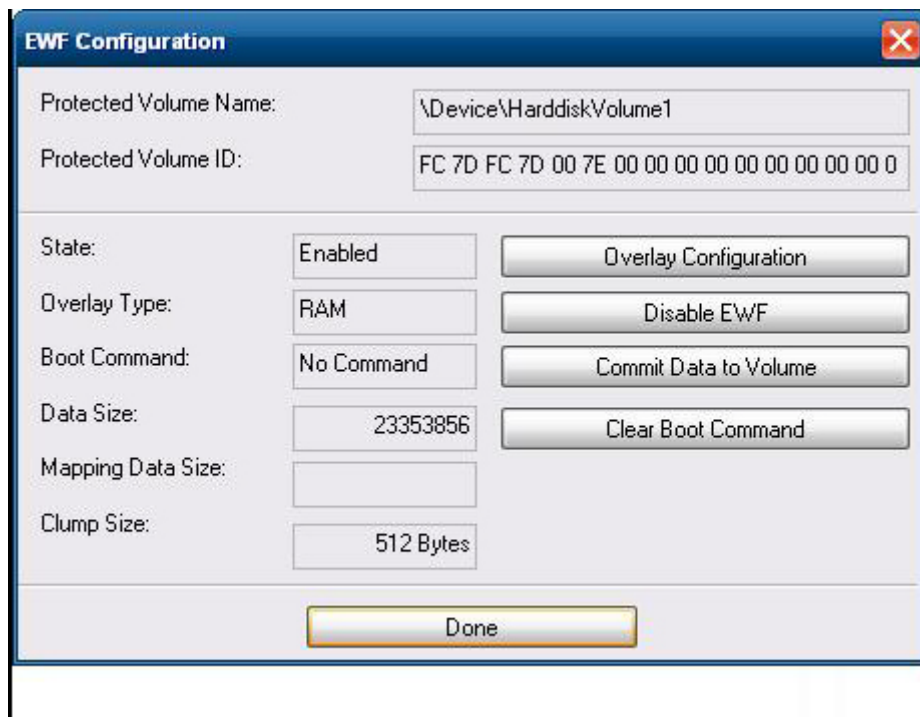 EWF Configuration
Protected Volume Name: \Device\HarddiskVolume1
Protected Volume ID: FC 7D FC 7D 00 7E 00 00 00 00 00 00 00 00 00 0
State: Enabled Overlay Configuration
Overlay Type: RAM Disable EWF
Boot Command: No Command Commit Data to Volume
Data Size: 23353856 Clear Boot Command
Mapping Data Size:
Clump Size: 512 Bytes
Done